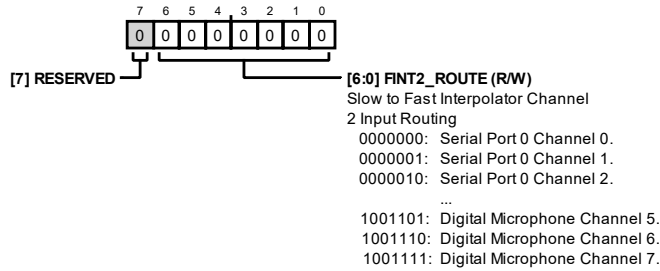 7 6 5 4 3 2 1 0
0 0 0 0 0 0 0 0
[7] RESERVED
[6:0] FINT2_ROUTE (R/W)
Slow to Fast Interpolator Channel
2 Input Routing
0000000: Serial Port 0 Channel 0.
0000001: Serial Port 0 Channel 1.
0000010: Serial Port 0 Channel 2.
...
1001101: Digital Microphone Channel 5.
1001110: Digital Microphone Channel 6.
1001111: Digital Microphone Channel 7.